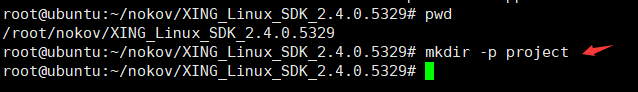 root@ubuntu:~/nokov/XING_Linux_SDK_2.4.0.5329# pwd
/root/nokov/XING_Linux_SDK_2.4.0.5329
root@ubuntu:~/nokov/XING_Linux_SDK_2.4.0.5329# mkdir -p project
root@ubuntu:~/nokov/XING_Linux_SDK_2.4.0.5329#